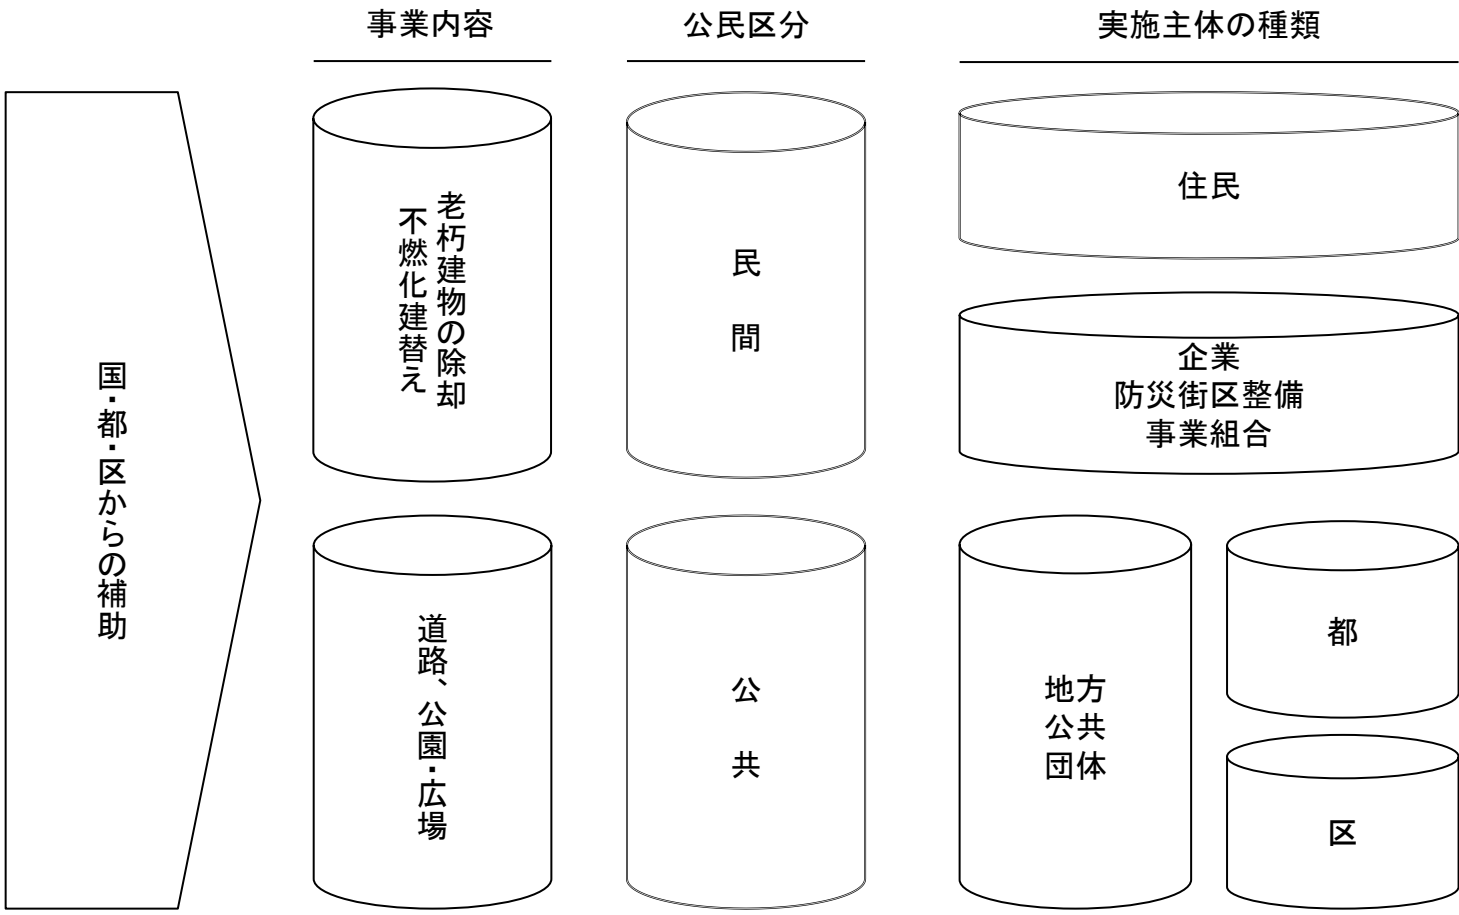 事業内容
公民区分
実施主体の種類
国・都・区からの補助
老朽建物の除却
不燃化建替え
民間
住民
企業
防災街区整備
事業組合
道路、公園・広場
公共
地方
公共
団体
都
区